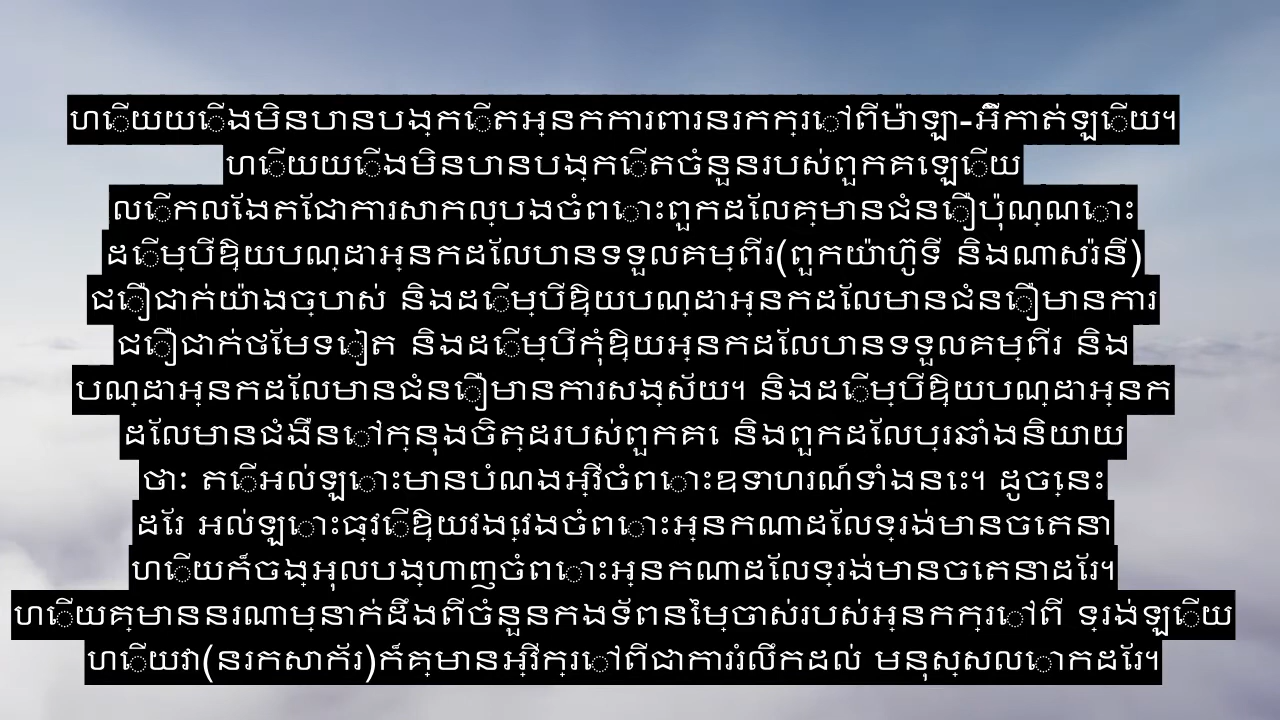 ហើយយើងមិនបានបង្កើតអ្នកការពារនរកក្រៅពីម៉ាឡា-អ៊ីកាត់ឡើយ។
ហើយយើងមិនបានបង្កើតចំនួនរបស់ពួកគេឡើយ
លើកលែងតែជាការសាកល្បងចំពោះពួកដែលគ្មានជំនឿប៉ុណ្ណោះ
ដើម្បីឱ្យបណ្ដាអ្នកដែលបានទទួលគម្ពីរ(ពួកយ៉ាហ៊ូទី និងណាសរ៉នី)
ជឿជាក់យ៉ាងច្បាស់ និងដើម្បីឱ្យបណ្ដាអ្នកដែលមានជំនឿមានការ
ជឿជាក់ថែមទៀត និងដើម្បីកុំឱ្យអ្នកដែលបានទទួលគម្ពីរ និង
បណ្ដាអ្នកដែលមានជំនឿមានការសង្ស័យ។ និងដើម្បីឱ្យបណ្ដាអ្នក
ដែលមានជំងឺនៅក្នុងចិត្ដរបស់ពួកគេ និងពួកដែលប្រឆាំងនិយាយ
ថាៈ តើអល់ឡោះមានបំណងអ្វីចំពោះឧទាហរណ៍ទាំងនេះ។ ដូច្នេះ
ដែរ អល់ឡោះធ្វើឱ្យវង្វេងចំពោះអ្នកណាដែលទ្រង់មានចេតនា
ហើយក៏ចង្អុលបង្ហាញចំពោះអ្នកណាដែលទ្រង់មានចេតនាដែរ។
ហើយគ្មាននរណាម្នាក់ដឹងពីចំនួនកងទ័ពនៃម្ចាស់របស់អ្នកក្រៅពី ទ្រង់ឡើយ
ហើយវា(នរកសាក័រ)ក៏គ្មានអ្វីក្រៅពីជាការរំលឹកដល់ មនុស្សលោកដែរ។